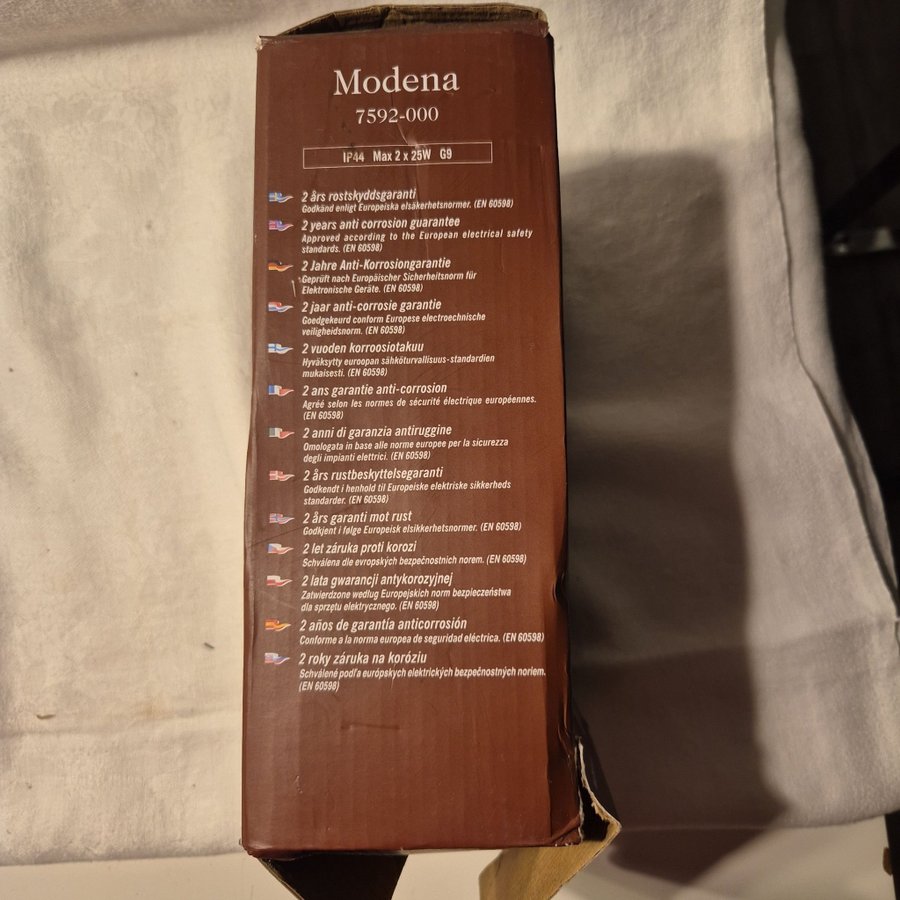 Modena
7592-000
IP44 Max 2 x 25W G9
2 års rostskyddsgaranti
Godkänd enligt Europeiska elsäkerhetsnormer. (EN 60598)
2 years anti corrosion guarantee
Approved according to the European electrical safety
standards. (EN 60598)
2 Jahre Anti-Korrosiongarantie
Geprüft nach Europäischer Sicherheitsnorm für
Elektronische Geräte. (EN 60598)
2 jaar anti-corrosie garantie
Goedgekeurd conform Europese electroechnische
veiligheidsnorm. (EN 60598)
2 vuoden korroosiotakuu
Hyväksytty euroopan sähköturvallisuus-standardien
mukaisesti. (EN 60598)
2 ans garantie anti-corrosion
Agréé selon les normes de sécurité électrique européennes.
(EN 60598)
2 anni di garanzia antiruggine
Omologata in base alle norme europee per la sicurezza
degli impianti elettrici. (EN 60598)
2 års rustbeskyttelsegaranti
Godkendt i henhold til Europeiske elektriske sikkerheds
standarder. (EN 60598)
2 års garanti mot rust
Godkjent i følge Europeisk elsikkerhetsnormer. (EN 60598)
2 let záruka proti korozi
Schválena dle evropských bezpečnostních norem. (EN 60598)
2 lata gwarancji antykorozyjnej
Zatwierdzone według Europejskich norm bezpieczeństwa
dla sprzętu elektrycznego. (EN 60598)
2 años de garantía anticorrosión
Conforme a la norma europea de seguridad eléctrica. (EN 60598)
2 roky záruka na koróziu
Schválené podľa európskych elektrických bezpečnostných noriem.
(EN 60598)